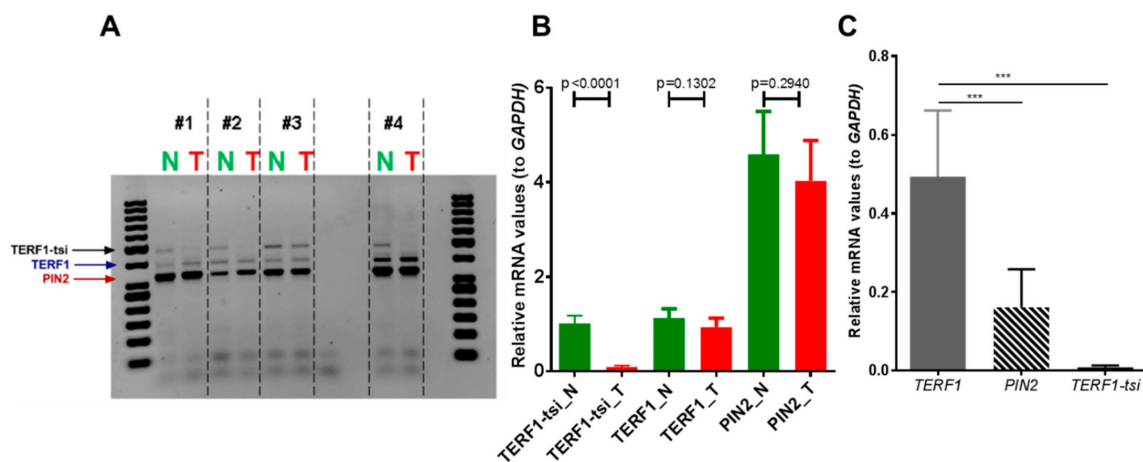 A
#1 #2 #3 #4
N T N T N T N T
TERF1-tsi
TERF1
PIN2
B
Relative mRNA values (to GAPDH)
6
4
2
0
p<0.0001
p=0.1302
p=0.2940
TERF1-tsi_N
TERF1-tsi_T
TERF1_N
TERF1_T
PIN2_N
PIN2_T
C
Relative mRNA values (to GAPDH)
0.8
0.6
0.4
0.2
0.0
***
***
TERF1 PIN2 TERF1-tsi